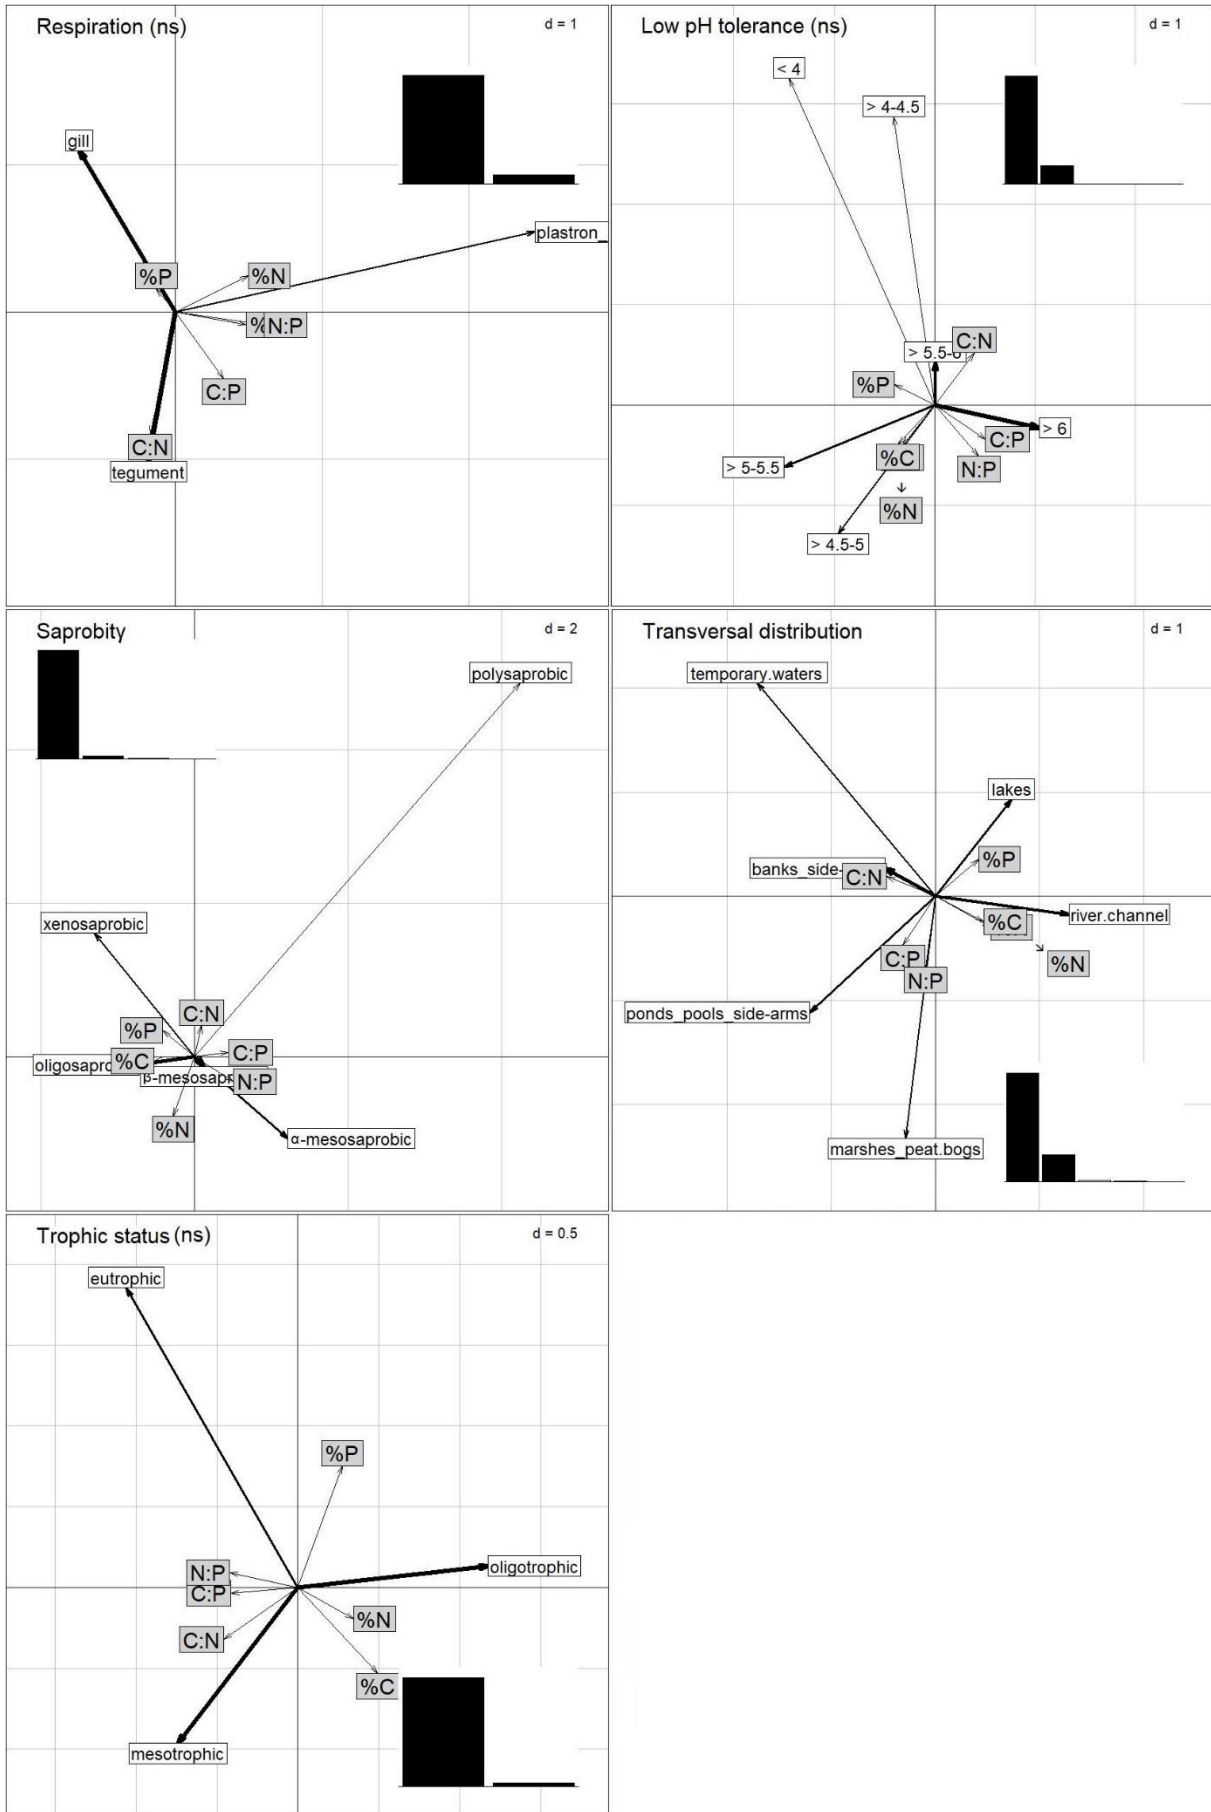 Respiration (ns)
d = 1
gill
plastron_
%P
%N
%
N:P
C:P
C:N
tegument
Low pH tolerance (ns)
d = 1
< 4
> 4-4.5
> 5.5-6
C:N
%P
> 6
C:P
N:P
%C
> 5-5.5
%N
> 4.5-5
Saprobity
d = 2
polysaprobic
xenosaprobic
C:N
%P
C:P
oligosapro
%C
β-mesosapr
N:P
%N
α-mesosaprobic
Transversal distribution
d = 1
temporary.waters
lakes
%P
banks_side-
C:N
river.channel
%C
%N
C:P
N:P
ponds_pools_side-arms
marshes_peat.bogs
Trophic status (ns)
d = 0.5
eutrophic
%P
oligotrophic
N:P
C:P
%N
C:N
%C
mesotrophic